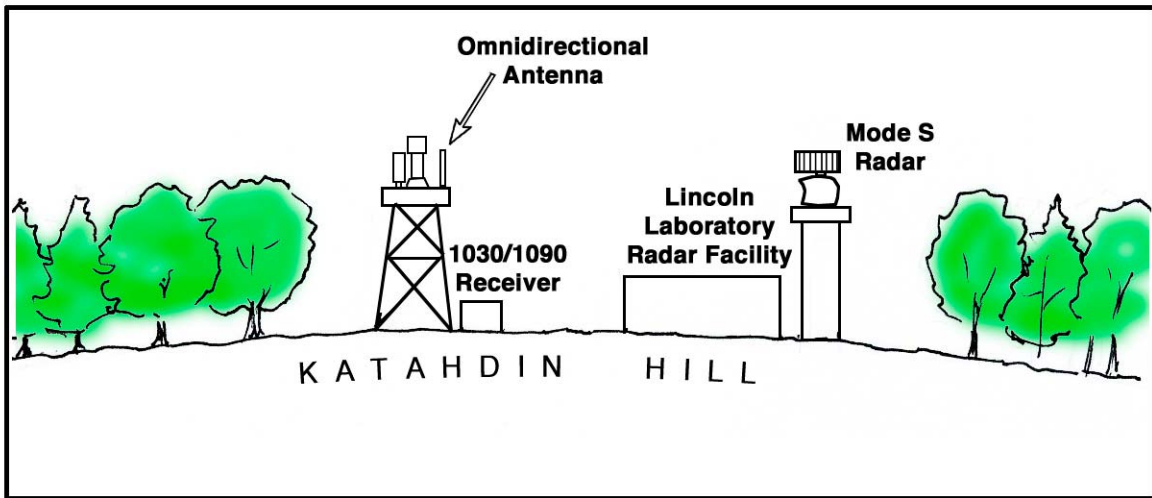 Omnidirectional
Antenna
Mode S
Radar
Lincoln
Laboratory
Radar Facility
1030/1090
Receiver
KATAHDIN HILL